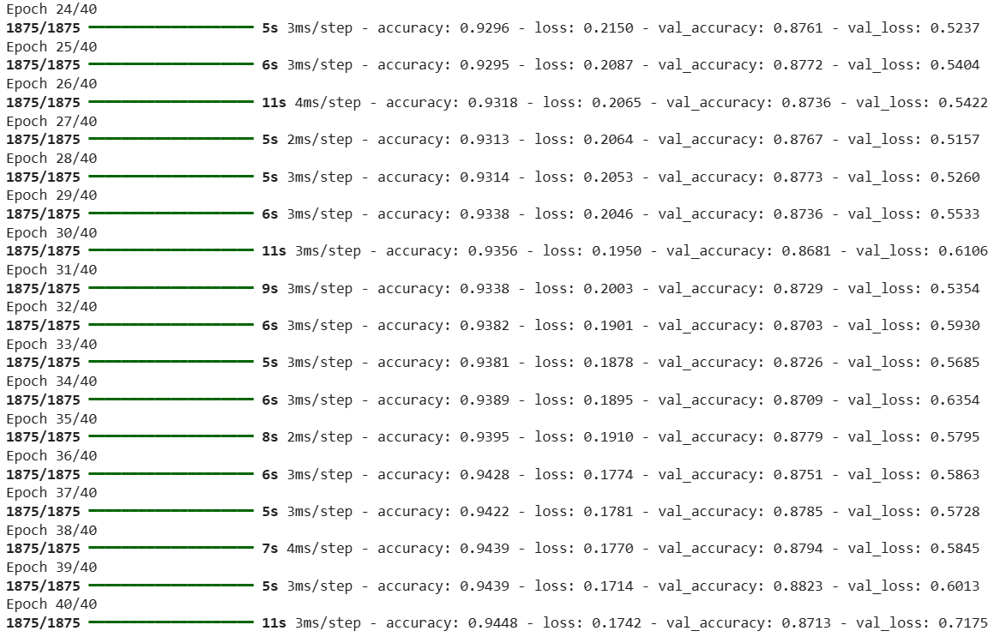 Epoch 24/40
1875/1875 ━━━━━━━━━━━━━━━━━━━━ 5s 3ms/step - accuracy: 0.9296 - loss: 0.2150 - val_accuracy: 0.8761 - val_loss: 0.5237
Epoch 25/40
1875/1875 ━━━━━━━━━━━━━━━━━━━━ 6s 3ms/step - accuracy: 0.9295 - loss: 0.2087 - val_accuracy: 0.8772 - val_loss: 0.5404
Epoch 26/40
1875/1875 ━━━━━━━━━━━━━━━━━━━━ 11s 4ms/step - accuracy: 0.9318 - loss: 0.2065 - val_accuracy: 0.8736 - val_loss: 0.5422
Epoch 27/40
1875/1875 ━━━━━━━━━━━━━━━━━━━━ 5s 2ms/step - accuracy: 0.9313 - loss: 0.2064 - val_accuracy: 0.8767 - val_loss: 0.5157
Epoch 28/40
1875/1875 ━━━━━━━━━━━━━━━━━━━━ 5s 3ms/step - accuracy: 0.9314 - loss: 0.2053 - val_accuracy: 0.8773 - val_loss: 0.5260
Epoch 29/40
1875/1875 ━━━━━━━━━━━━━━━━━━━━ 6s 3ms/step - accuracy: 0.9338 - loss: 0.2046 - val_accuracy: 0.8736 - val_loss: 0.5533
Epoch 30/40
1875/1875 ━━━━━━━━━━━━━━━━━━━━ 11s 3ms/step - accuracy: 0.9356 - loss: 0.1950 - val_accuracy: 0.8681 - val_loss: 0.6106
Epoch 31/40
1875/1875 ━━━━━━━━━━━━━━━━━━━━ 9s 3ms/step - accuracy: 0.9338 - loss: 0.2003 - val_accuracy: 0.8729 - val_loss: 0.5354
Epoch 32/40
1875/1875 ━━━━━━━━━━━━━━━━━━━━ 6s 3ms/step - accuracy: 0.9382 - loss: 0.1901 - val_accuracy: 0.8703 - val_loss: 0.5930
Epoch 33/40
1875/1875 ━━━━━━━━━━━━━━━━━━━━ 5s 3ms/step - accuracy: 0.9381 - loss: 0.1878 - val_accuracy: 0.8726 - val_loss: 0.5685
Epoch 34/40
1875/1875 ━━━━━━━━━━━━━━━━━━━━ 6s 3ms/step - accuracy: 0.9389 - loss: 0.1895 - val_accuracy: 0.8709 - val_loss: 0.6354
Epoch 35/40
1875/1875 ━━━━━━━━━━━━━━━━━━━━ 8s 2ms/step - accuracy: 0.9395 - loss: 0.1910 - val_accuracy: 0.8779 - val_loss: 0.5795
Epoch 36/40
1875/1875 ━━━━━━━━━━━━━━━━━━━━ 6s 3ms/step - accuracy: 0.9428 - loss: 0.1774 - val_accuracy: 0.8751 - val_loss: 0.5863
Epoch 37/40
1875/1875 ━━━━━━━━━━━━━━━━━━━━ 5s 3ms/step - accuracy: 0.9422 - loss: 0.1781 - val_accuracy: 0.8785 - val_loss: 0.5728
Epoch 38/40
1875/1875 ━━━━━━━━━━━━━━━━━━━━ 7s 4ms/step - accuracy: 0.9439 - loss: 0.1770 - val_accuracy: 0.8794 - val_loss: 0.5845
Epoch 39/40
1875/1875 ━━━━━━━━━━━━━━━━━━━━ 5s 3ms/step - accuracy: 0.9439 - loss: 0.1714 - val_accuracy: 0.8823 - val_loss: 0.6013
Epoch 40/40
1875/1875 ━━━━━━━━━━━━━━━━━━━━ 11s 3ms/step - accuracy: 0.9448 - loss: 0.1742 - val_accuracy: 0.8713 - val_loss: 0.7175